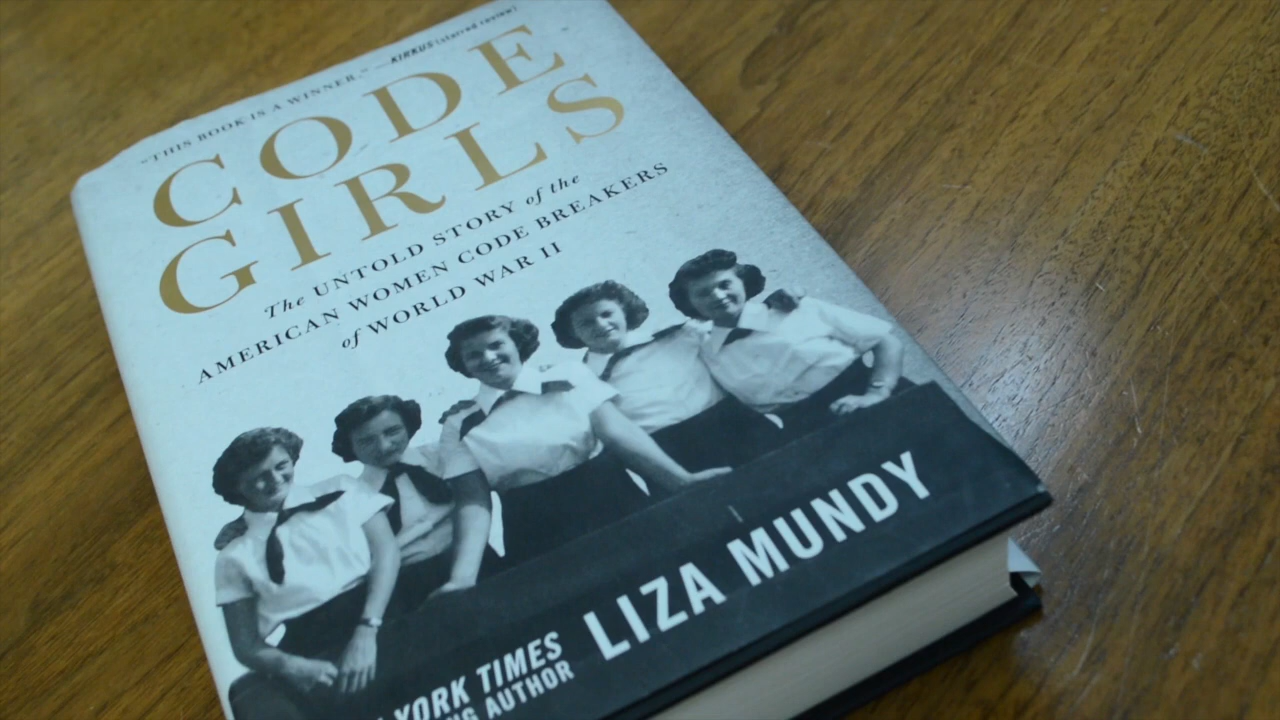 "THIS BOOK IS A WINNER." —KIRKUS (starred review)
CODE
GIRLS
The UNTOLD STORY of the
AMERICAN WOMEN CODE BREAKERS
of WORLD WAR II
YORK TIMES
AUTHOR
LIZA MUNDY